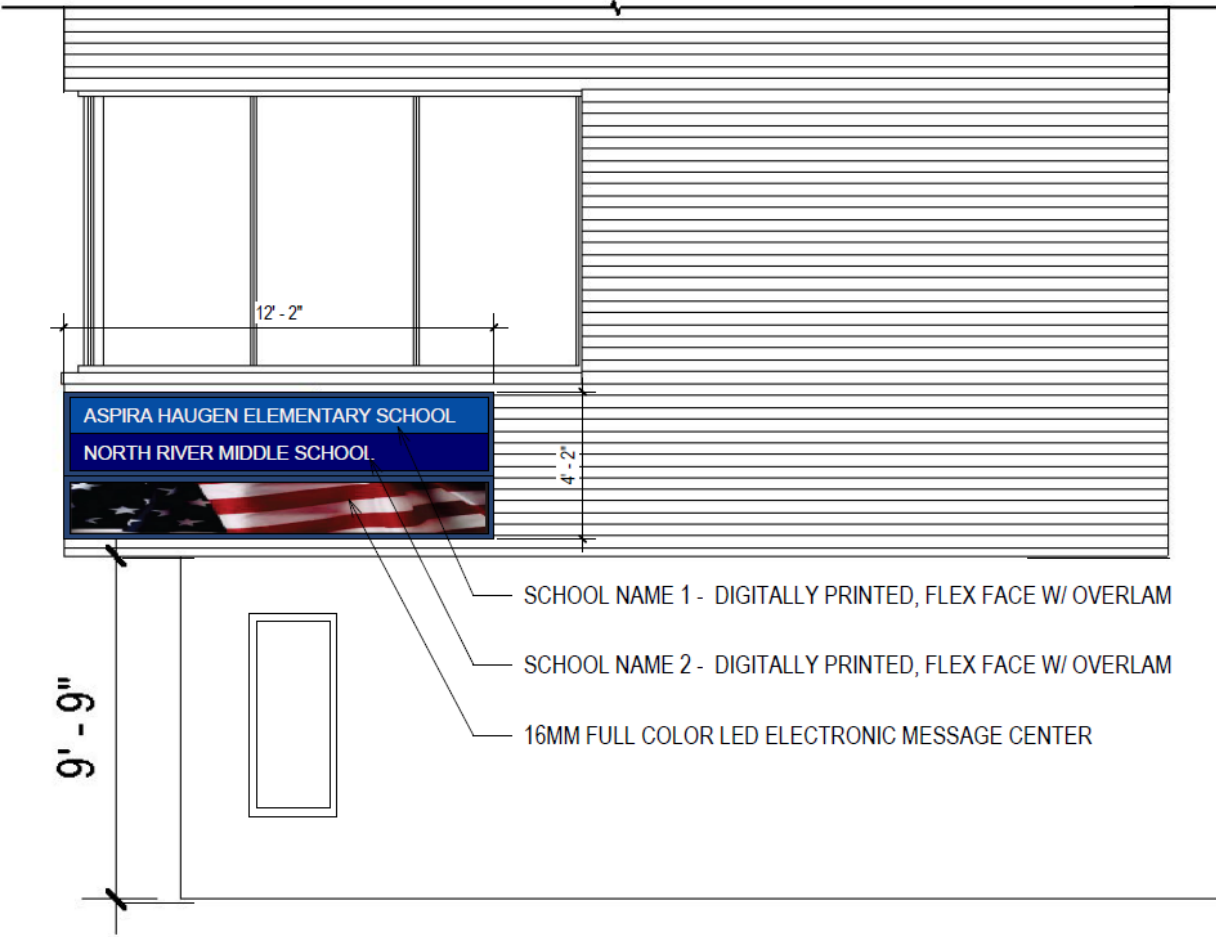 12' - 2"
ASPIRA HAUGEN ELEMENTARY SCHOOL
NORTH RIVER MIDDLE SCHOOL
4' - 2"
SCHOOL NAME 1 - DIGITALLY PRINTED, FLEX FACE W/ OVERLAM
SCHOOL NAME 2 - DIGITALLY PRINTED, FLEX FACE W/ OVERLAM
9' - 9"
16MM FULL COLOR LED ELECTRONIC MESSAGE CENTER